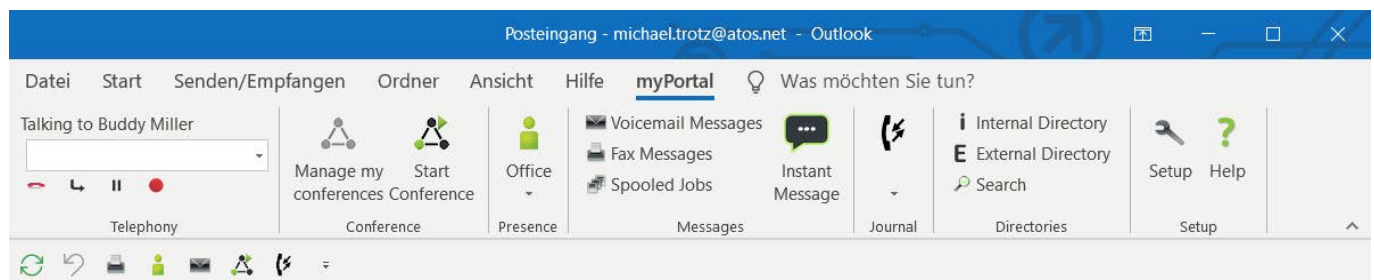 Posteingang - michael.trotz@atos.net - Outlook
Datei Start Senden/Empfangen Ordner Ansicht Hilfe myPortal Was möchten Sie tun?
Talking to Buddy Miller
Manage my conferences
Start Conference
Office
Voicemail Messages
Fax Messages
Spooled Jobs
Instant Message
i Internal Directory
E External Directory
Search
Setup
Help
Telephony Conference Presence Messages Journal Directories Setup